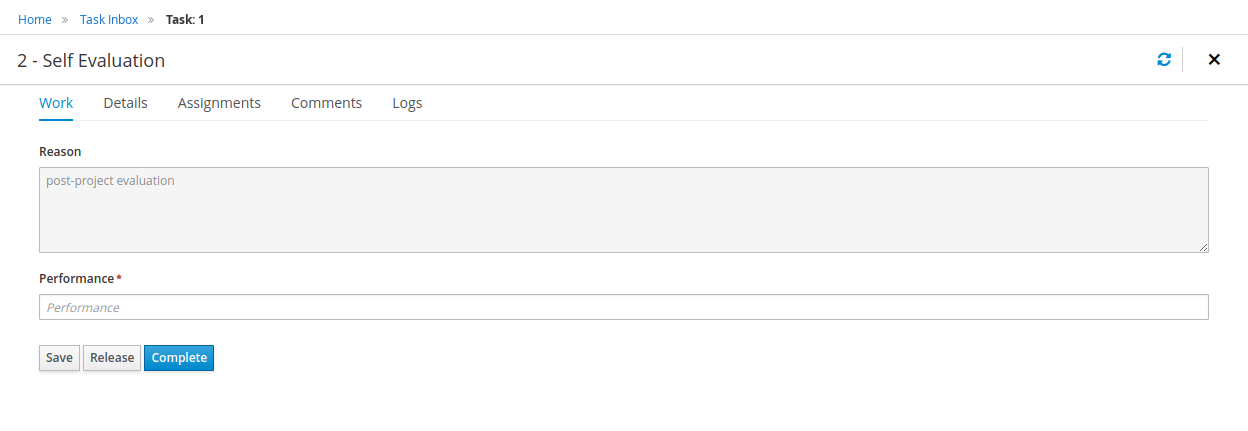 Home » Task Inbox » Task: 1
2 - Self Evaluation
Work Details Assignments Comments Logs
Reason
post-project evaluation
Performance*
Performance
Save Release Complete